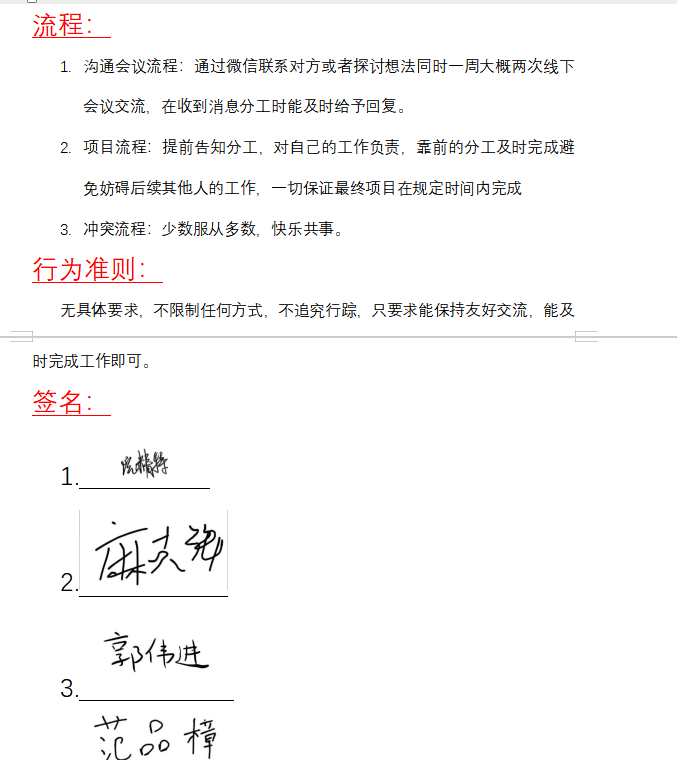 流程：
1. 沟通会议流程：通过微信联系对方或者探讨想法同时一周大概两次线下
会议交流，在收到消息分工时能及时给予回复。
2. 项目流程：提前告知分工，对自己的工作负责，靠前的分工及时完成避
免妨碍后续其他人的工作，一切保证最终项目在规定时间内完成
3. 冲突流程：少数服从多数，快乐共事。
行为准则：
无具体要求，不限制任何方式，不追究行踪，只要求能保持友好交流，能及
时完成工作即可。
签名：
1.
2.麻
3.郭伟进
范品樟